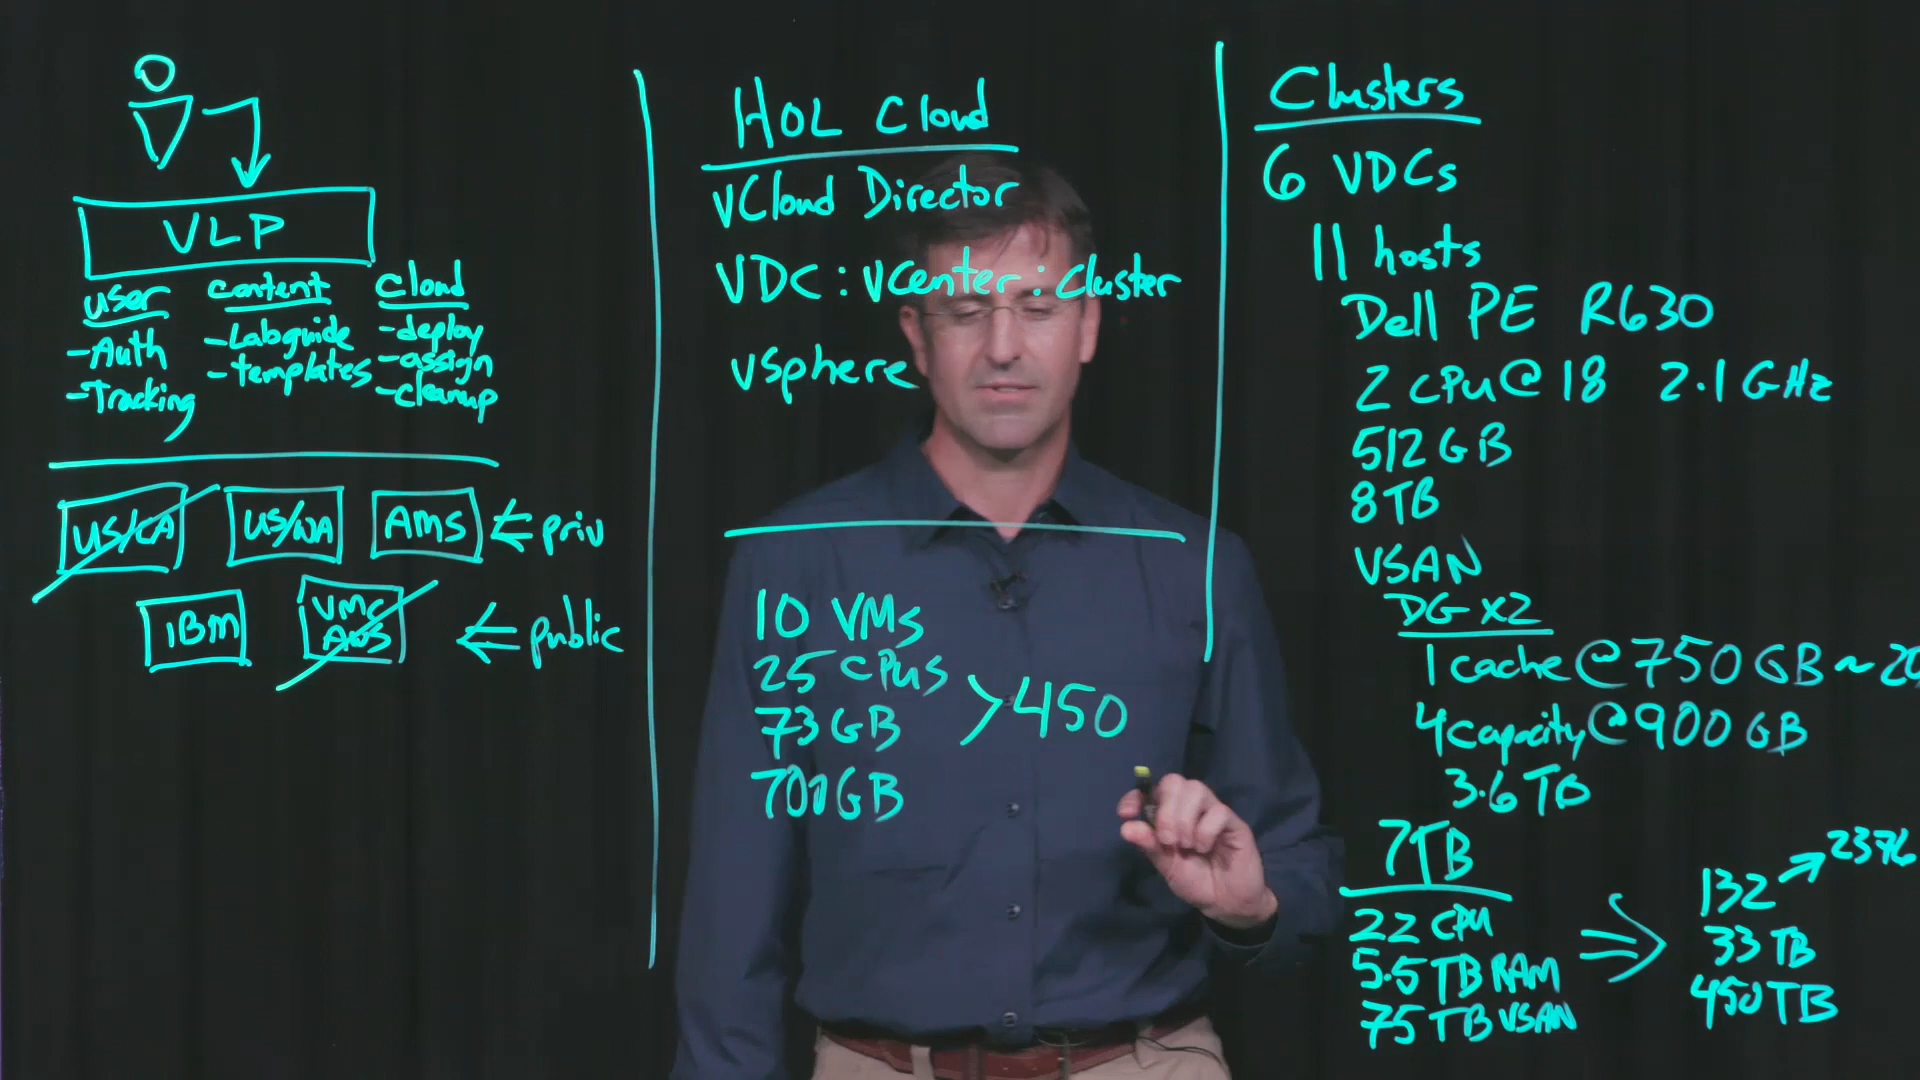 VLP
user
-Auth
-Tracking
content
-Labguide
-templates
Cloud
-deploy
-assign
-cleanup
US/CA
US/WA
AMS
← priv
IBM
VMC
AWS
← public
HOL Cloud
vCloud Director
VDC : vCenter : Cluster
vSphere
10 VMs
25 CPUs
73 GB
700 GB
>450
Clusters
6 VDCs
11 hosts
Dell PE R630
2 CPU @ 18 2.1 GHz
512 GB
8 TB
VSAN
DG x2
1 cache @ 750 GB ~ 20
4 capacity @ 900 GB
3.6 TB
7TB
22 CPU
5.5 TB RAM
75 TB VSAN
⇒
132 → 2376
33 TB
450 TB